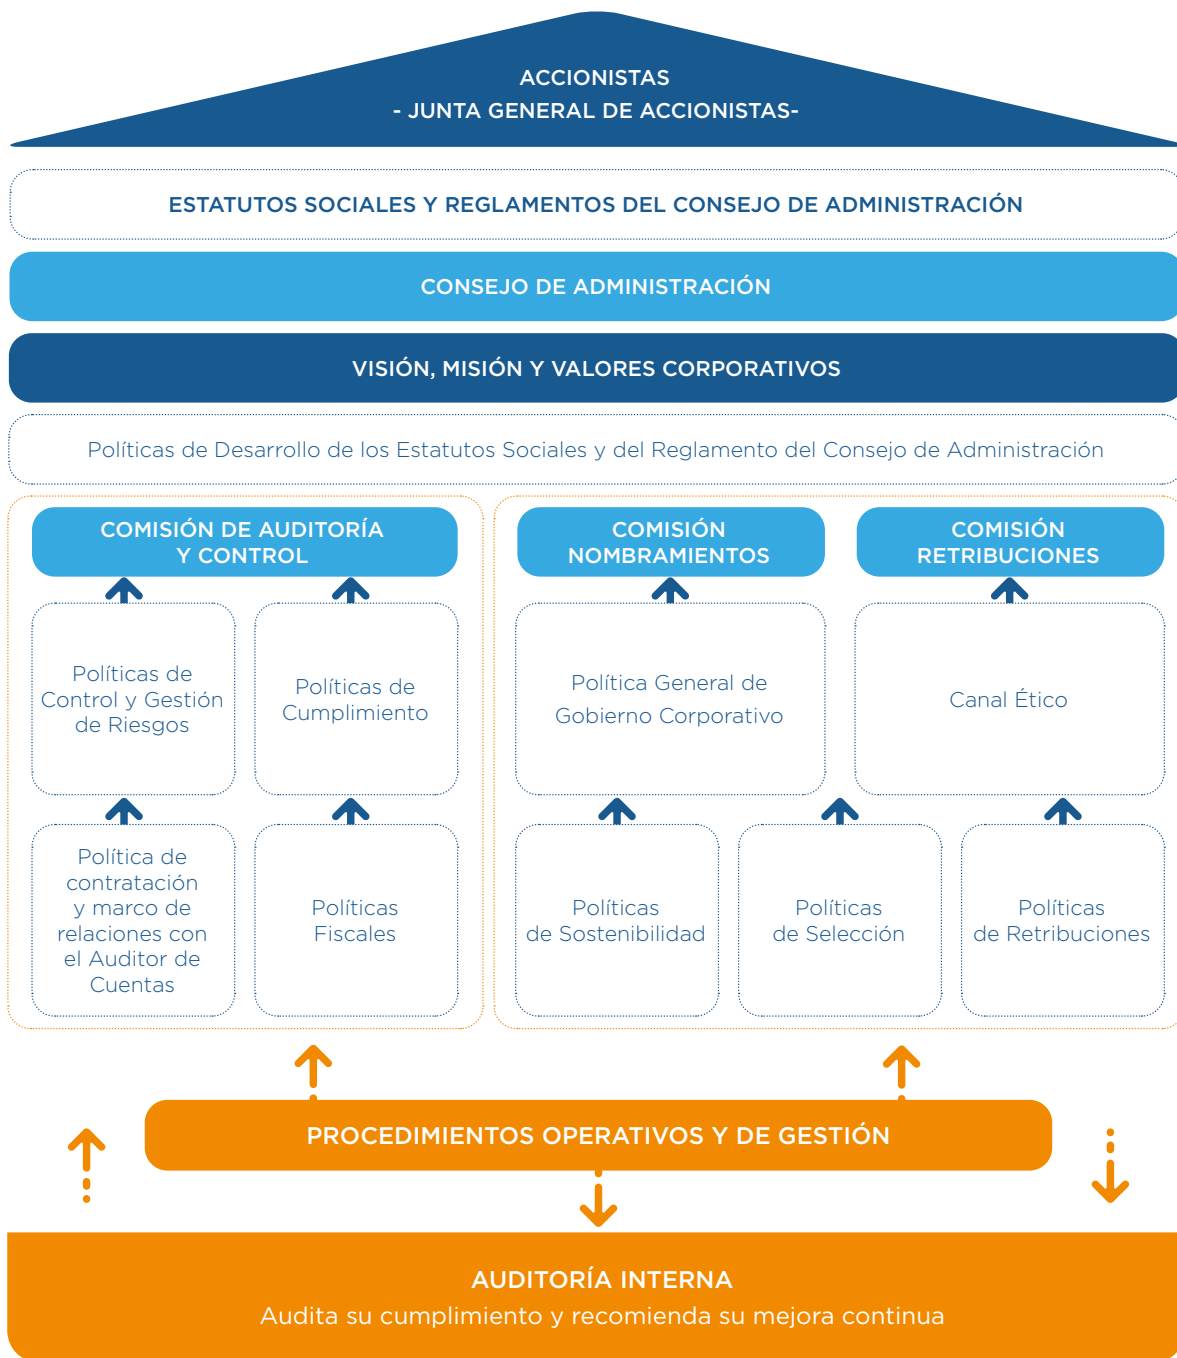 ACCIONISTAS
- JUNTA GENERAL DE ACCIONISTAS-
ESTATUTOS SOCIALES Y REGLAMENTOS DEL CONSEJO DE ADMINISTRACIÓN
CONSEJO DE ADMINISTRACIÓN
VISIÓN, MISIÓN Y VALORES CORPORATIVOS
Políticas de Desarrollo de los Estatutos Sociales y del Reglamento del Consejo de Administración
COMISIÓN DE AUDITORÍA
Y CONTROL
COMISIÓN
NOMBRAMIENTOS
COMISIÓN
RETRIBUCIONES
Políticas de
Control y Gestión
de Riesgos
Políticas de
Cumplimiento
Política General de
Gobierno Corporativo
Canal Ético
Política de
contratación
y marco de
relaciones con
el Auditor de
Cuentas
Políticas
Fiscales
Políticas
de Sostenibilidad
Políticas
de Selección
Políticas
de Retribuciones
PROCEDIMIENTOS OPERATIVOS Y DE GESTIÓN
AUDITORÍA INTERNA
Audita su cumplimiento y recomienda su mejora continua